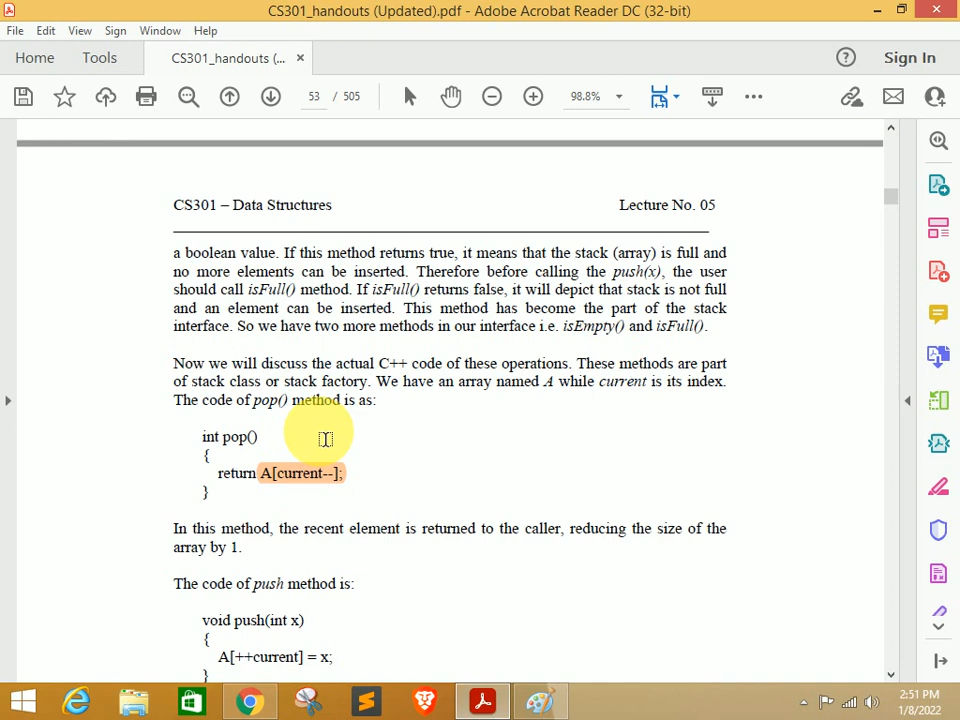 CS301_handouts (Updated).pdf - Adobe Acrobat Reader DC (32-bit)
File Edit View Sign Window Help
Home Tools CS301_handouts (... × Sign In
53 / 505 98.8%
CS301 – Data Structures Lecture No. 05
a boolean value. If this method returns true, it means that the stack (array) is full and
no more elements can be inserted. Therefore before calling the push(x), the user
should call isFull() method. If isFull() returns false, it will depict that stack is not full
and an element can be inserted. This method has become the part of the stack
interface. So we have two more methods in our interface i.e. isEmpty() and isFull().
Now we will discuss the actual C++ code of these operations. These methods are part
of stack class or stack factory. We have an array named A while current is its index.
The code of pop() method is as:
int pop()
{
return A[current--];
}
In this method, the recent element is returned to the caller, reducing the size of the
array by 1.
The code of push method is:
void push(int x)
{
A[++current] = x;
}
2:51 PM
1/8/2022